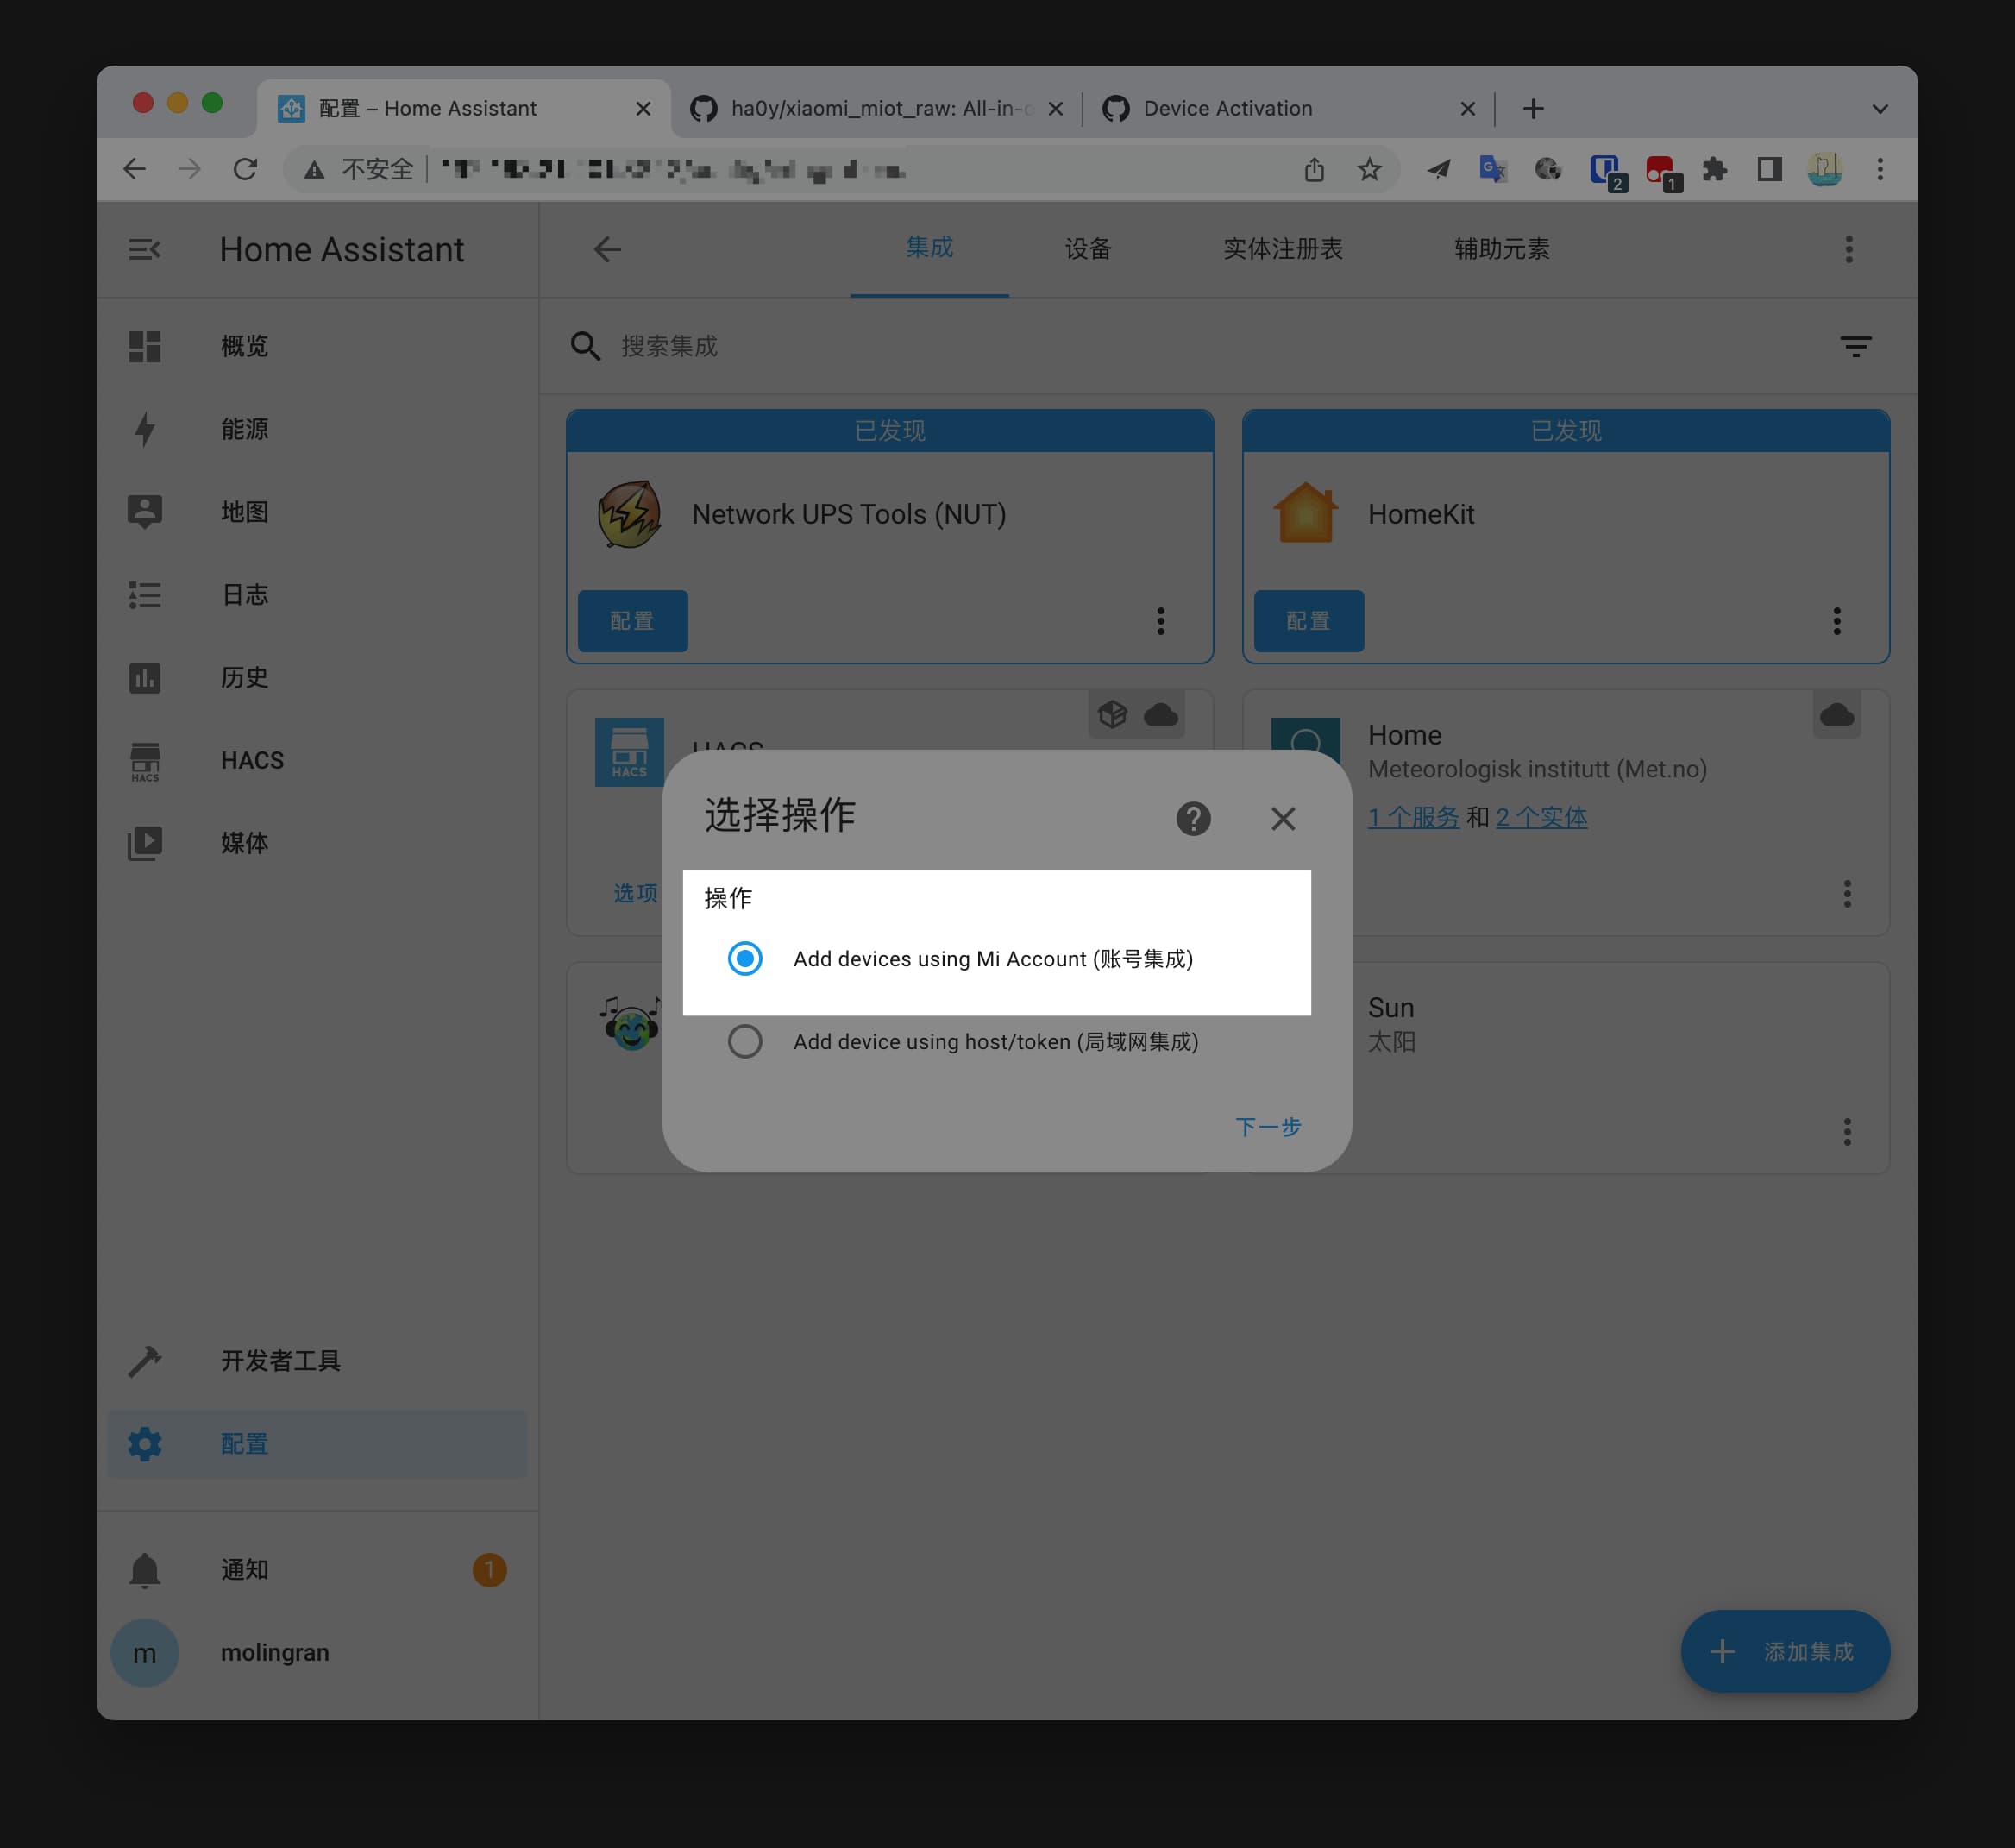 配置 – Home Assistant
ha0y/xiaomi_miot_raw: All-in-
Device Activation
不安全
2
1
Home Assistant
集成
设备
实体注册表
辅助元素
概览
能源
地图
日志
历史
HACS
媒体
搜索集成
已发现
Network UPS Tools (NUT)
配置
已发现
HomeKit
配置
HACS
HACS
选项
Home
Meteorologisk institutt (Met.no)
1 个服务 和 2 个实体
选择操作
操作
Add devices using Mi Account (账号集成)
Add device using host/token (局域网集成)
下一步
Sun
太阳
开发者工具
配置
通知
1
m
molingran
添加集成